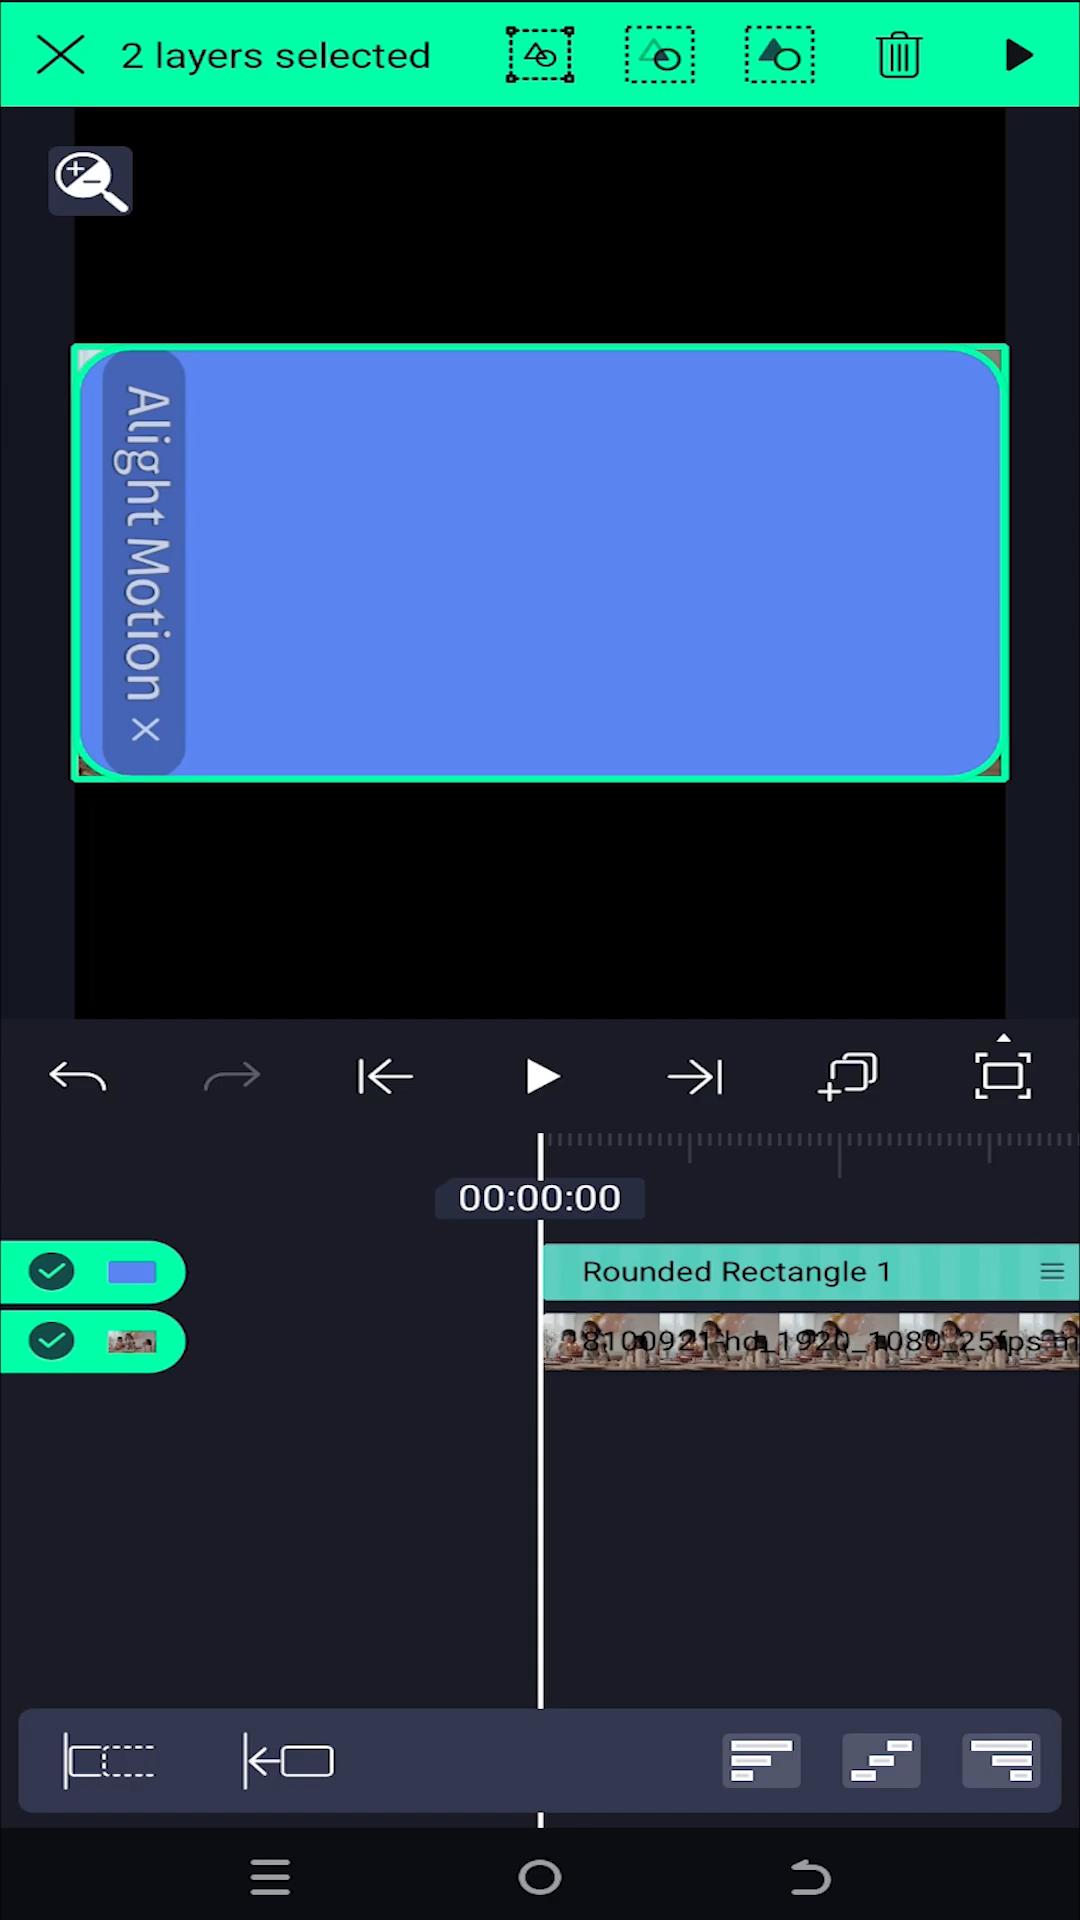 2 layers selected
Alight Motion ×
00:00:00
Rounded Rectangle 1
8100921-hd_1920_1080_25fps.m